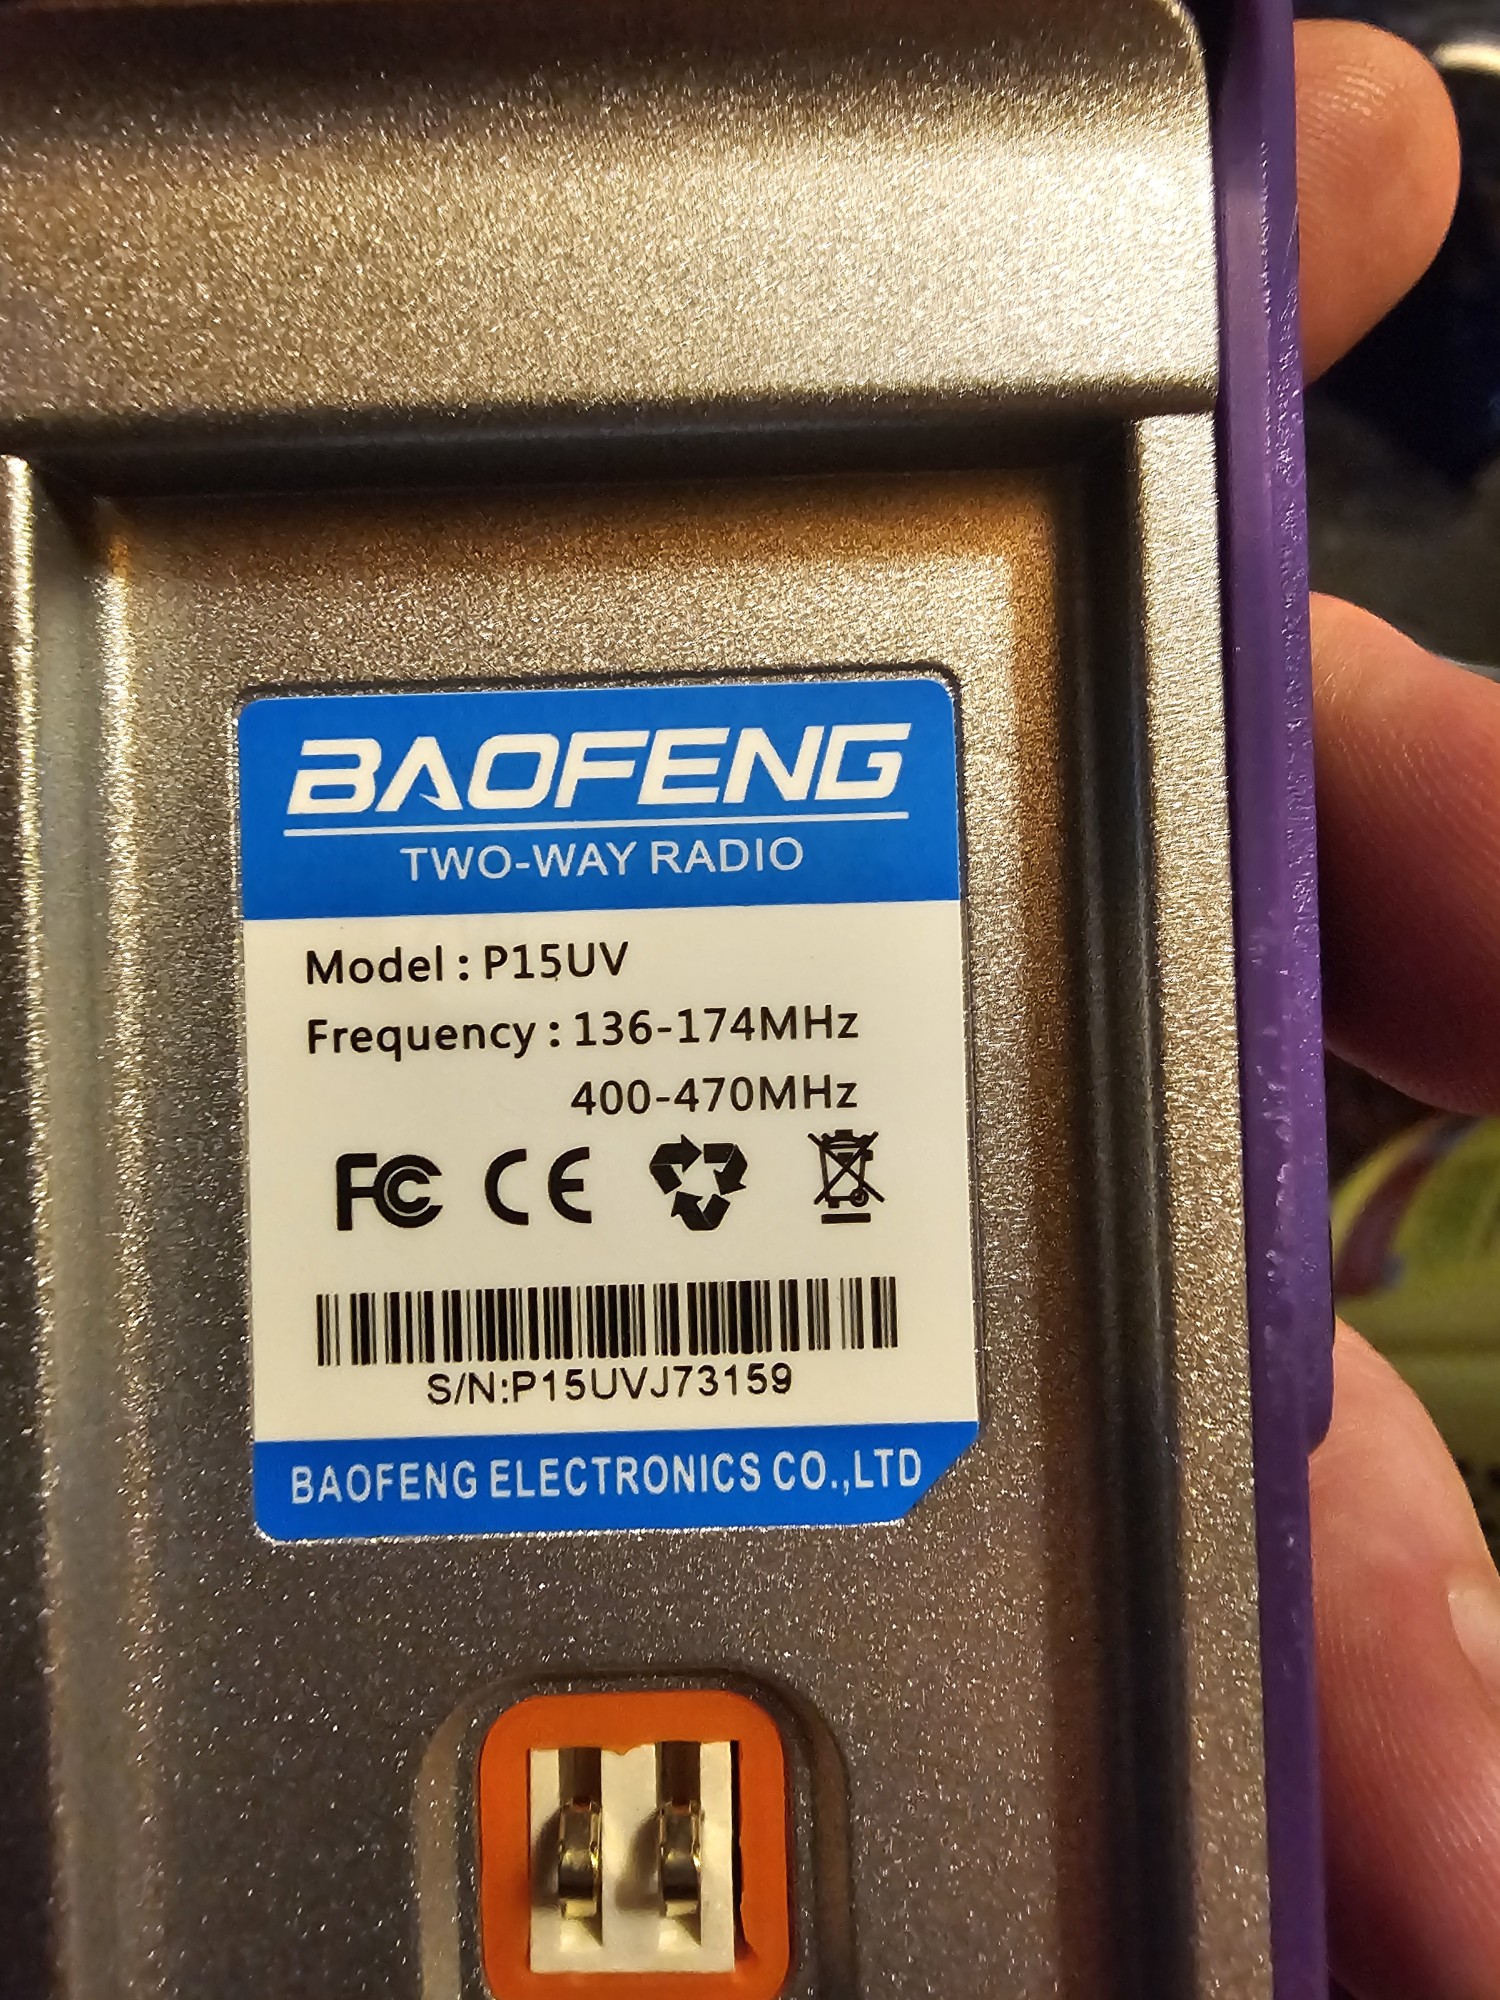 BAOFENG
TWO-WAY RADIO
Model : P15UV
Frequency : 136-174MHz
400-470MHz
FC CE
S/N:P15UVJ73159
BAOFENG ELECTRONICS CO.,LTD